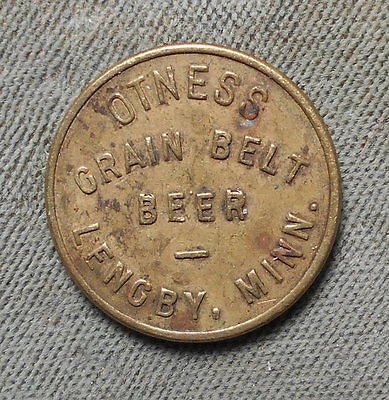 OTNESS
GRAIN BELT
BEER
—
LENGBY, MINN.